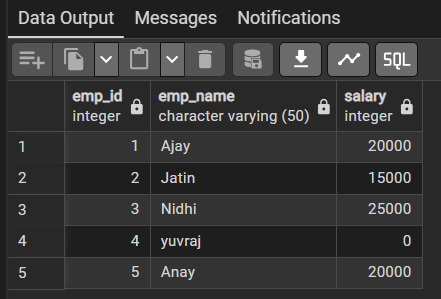 Data Output Messages Notifications
SQL
emp_id emp_name salary
integer character varying (50) integer
1 1 Ajay 20000
2 2 Jatin 15000
3 3 Nidhi 25000
4 4 yuvraj 0
5 5 Anay 20000